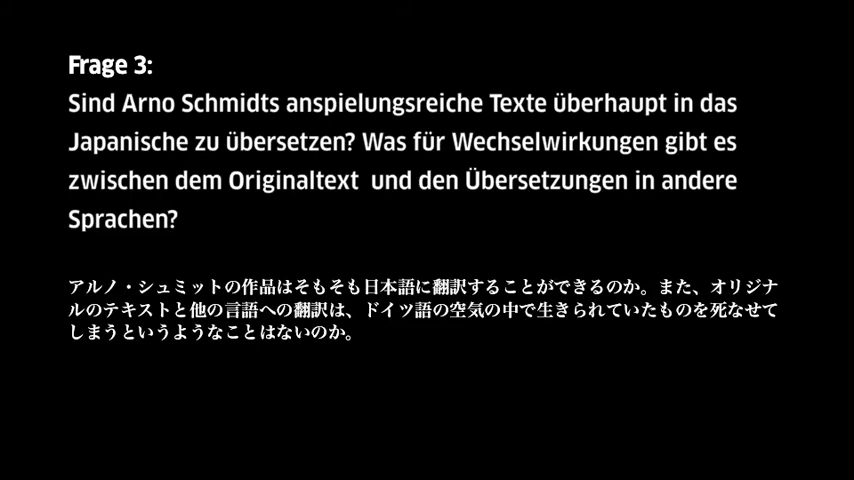 Frage 3:
Sind Arno Schmidts anspielungsreiche Texte überhaupt in das
Japanische zu übersetzen? Was für Wechselwirkungen gibt es
zwischen dem Originaltext und den Übersetzungen in andere
Sprachen?
アルノ・シュミットの作品はそもそも日本語に翻訳することができるのか。また、オリジナ
ルのテキストと他の言語への翻訳は、ドイツ語の空気の中で生きられていたものを死なせて
しまうというようなことはないのか。